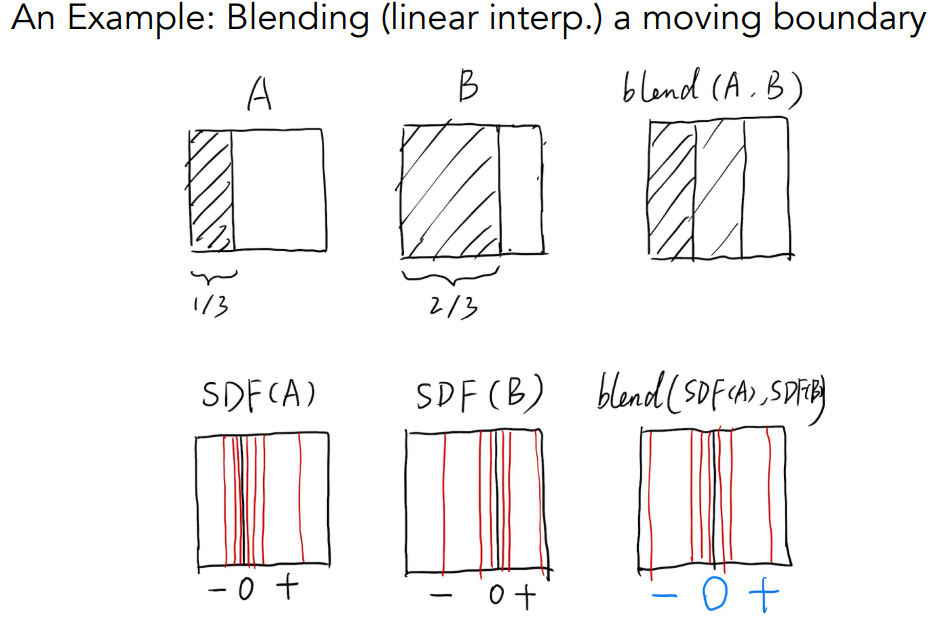 An Example: Blending (linear interp.) a moving boundary
A
B
blend (A, B)
1/3
2/3
SDF(A)
SDF (B)
blend(SDF(A), SDF(B))
- 0 +
- 0 +
- 0 +